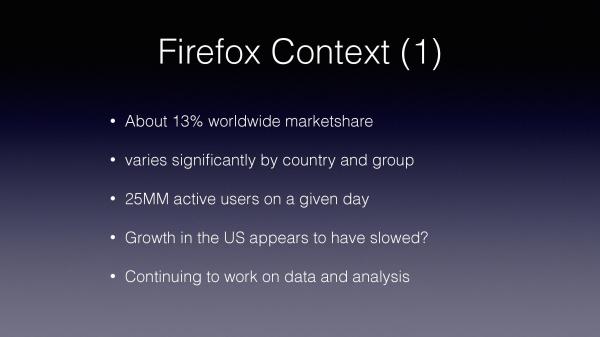 Firefox Context (1)
• About 13% worldwide marketshare
• varies significantly by country and group
• 25MM active users on a given day
• Growth in the US appears to have slowed?
• Continuing to work on data and analysis